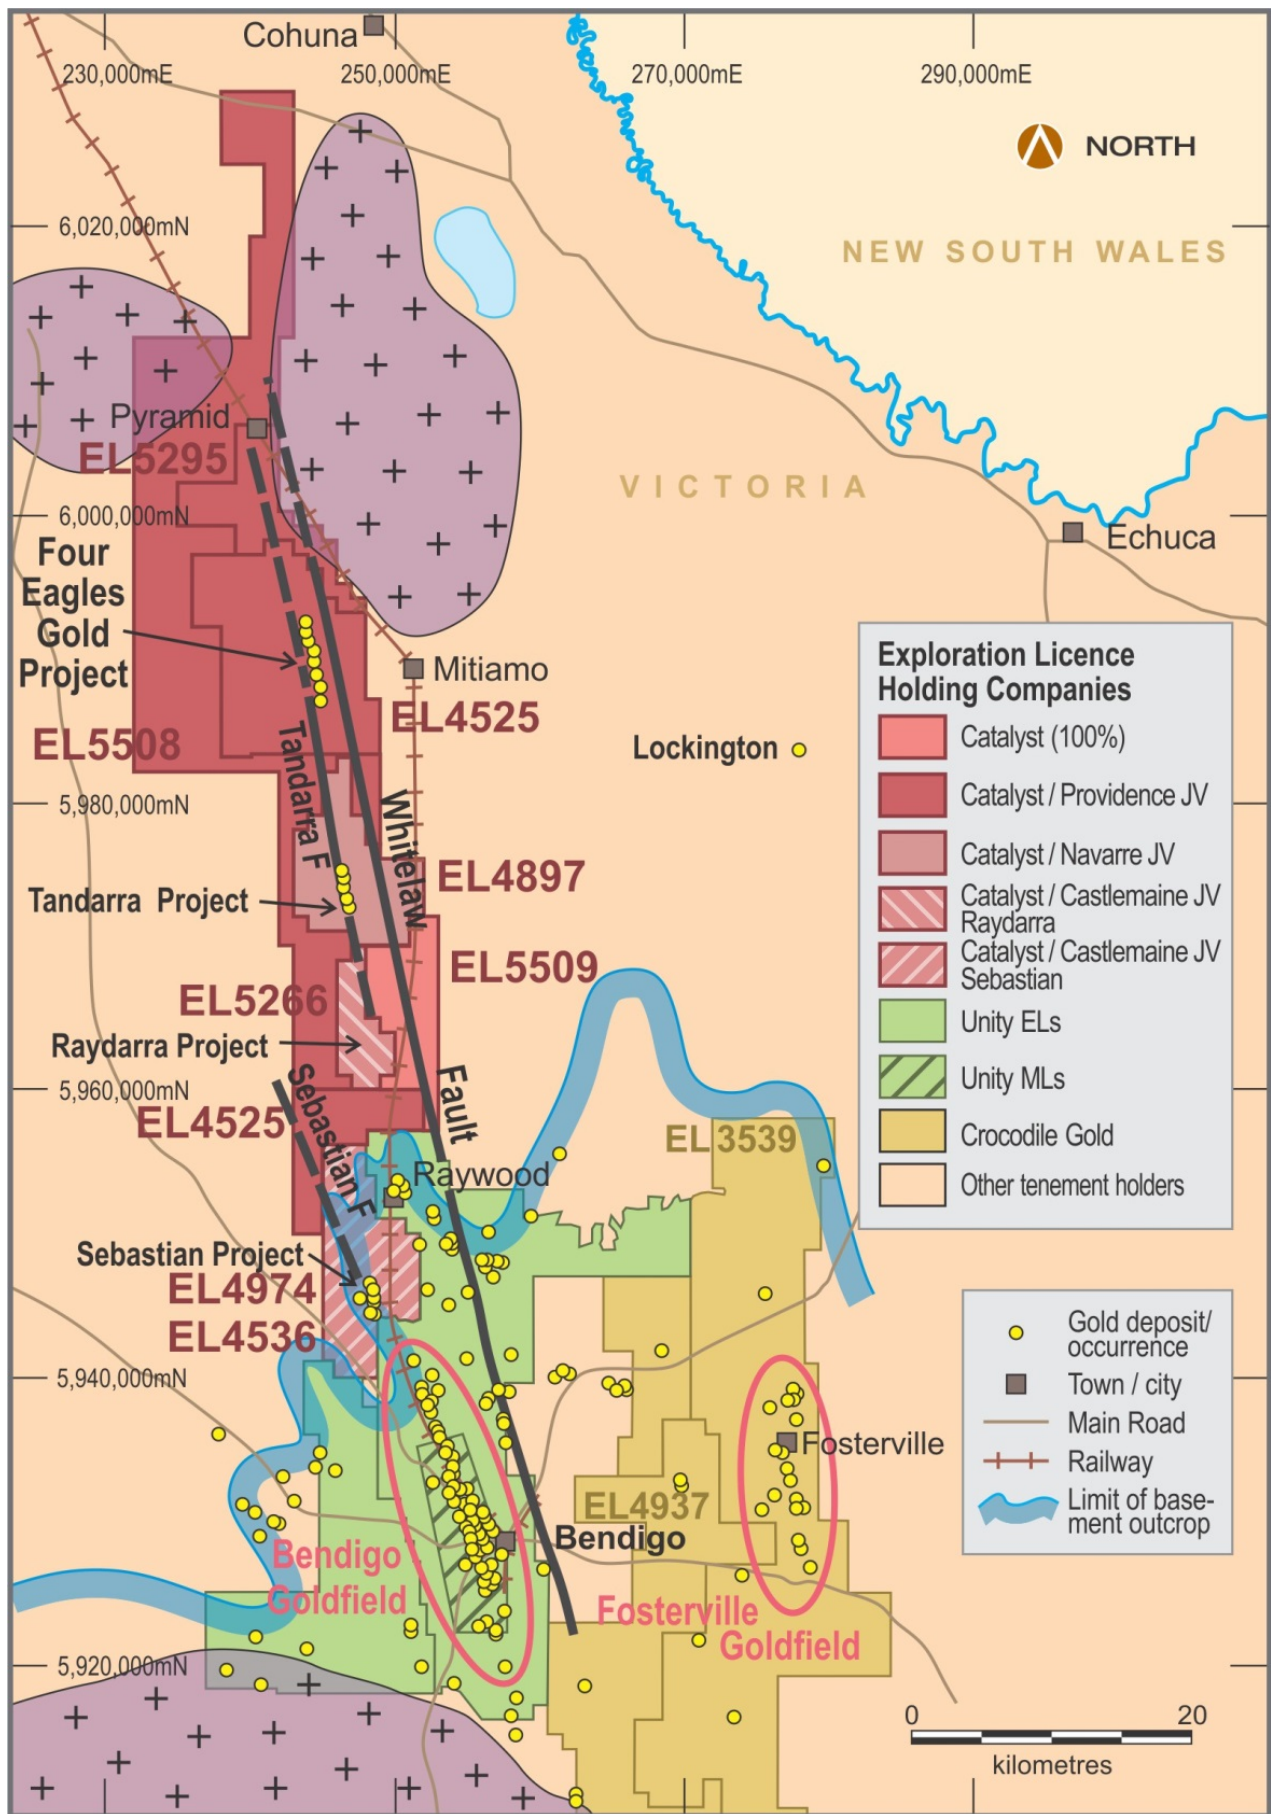 Cohuna
230,000mE
250,000mE
270,000mE
290,000mE
NORTH
6,020,000mN
NEW SOUTH WALES
Pyramid
EL5295
VICTORIA
6,000,000mN
Echuca
Four
Eagles
Gold
Project
Mitiamo
EL4525
EL5508
Lockington
Tandarra F
5,980,000mN
Whitelaw
EL4897
Tandarra Project
EL5509
EL5266
Raydarra Project
5,960,000mN
Sebastian F
Fault
EL4525
EL 3539
Raywood
Sebastian Project
EL4974
EL4536
5,940,000mN
Fosterville
EL4937
Bendigo
Bendigo
Goldfield
Fosterville
Goldfield
5,920,000mN
Exploration Licence
Holding Companies
Catalyst (100%)
Catalyst / Providence JV
Catalyst / Navarre JV
Catalyst / Castlemaine JV
Raydarra
Catalyst / Castlemaine JV
Sebastian
Unity ELs
Unity MLs
Crocodile Gold
Other tenement holders
Gold deposit/
occurrence
Town / city
Main Road
Railway
Limit of base-
ment outcrop
0
20
kilometres